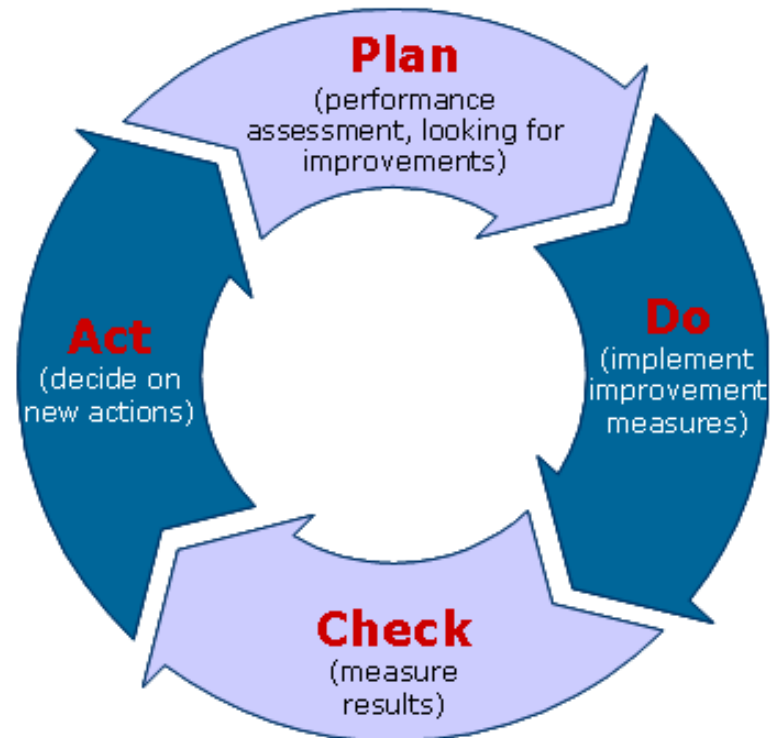 Plan
(performance
assessment, looking for
improvements)
Do
(implement
improvement
measures)
Check
(measure
results)
Act
(decide on
new actions)